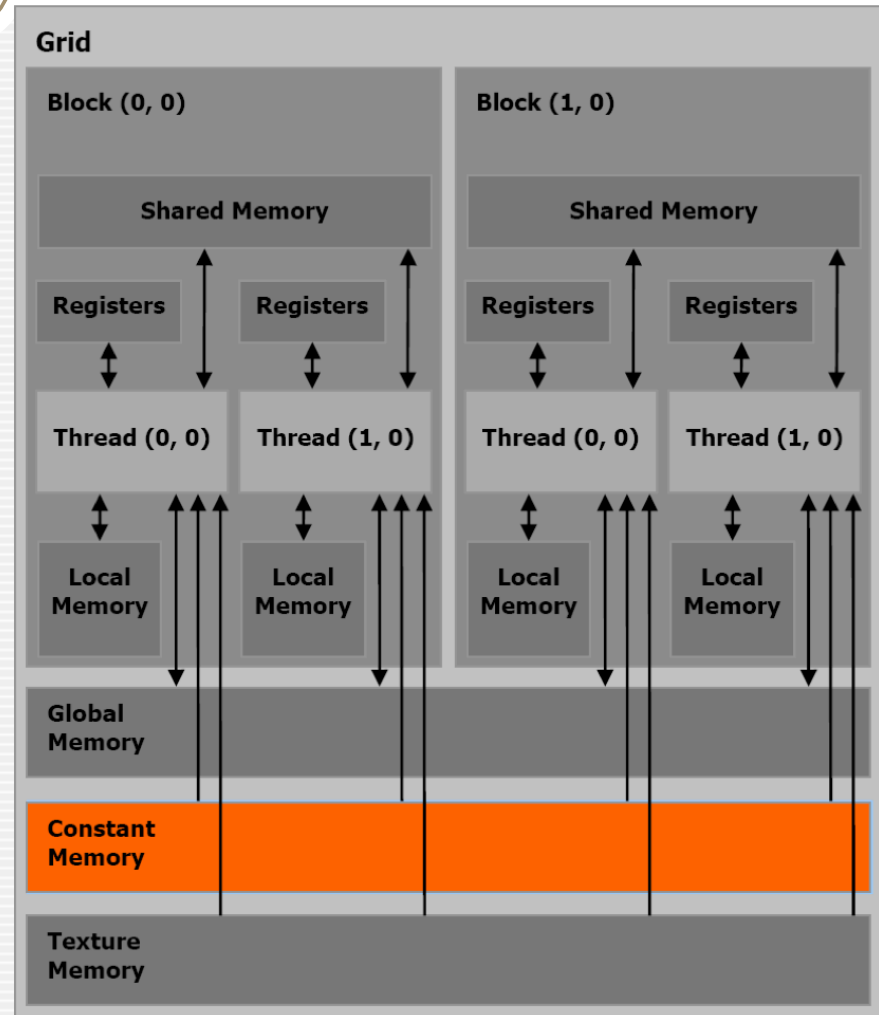 Grid
Block (0, 0)
Block (1, 0)
Shared Memory
Shared Memory
Registers
Registers
Registers
Registers
Thread (0, 0)
Thread (1, 0)
Thread (0, 0)
Thread (1, 0)
Local
Memory
Local
Memory
Local
Memory
Local
Memory
Global
Memory
Constant
Memory
Texture
Memory